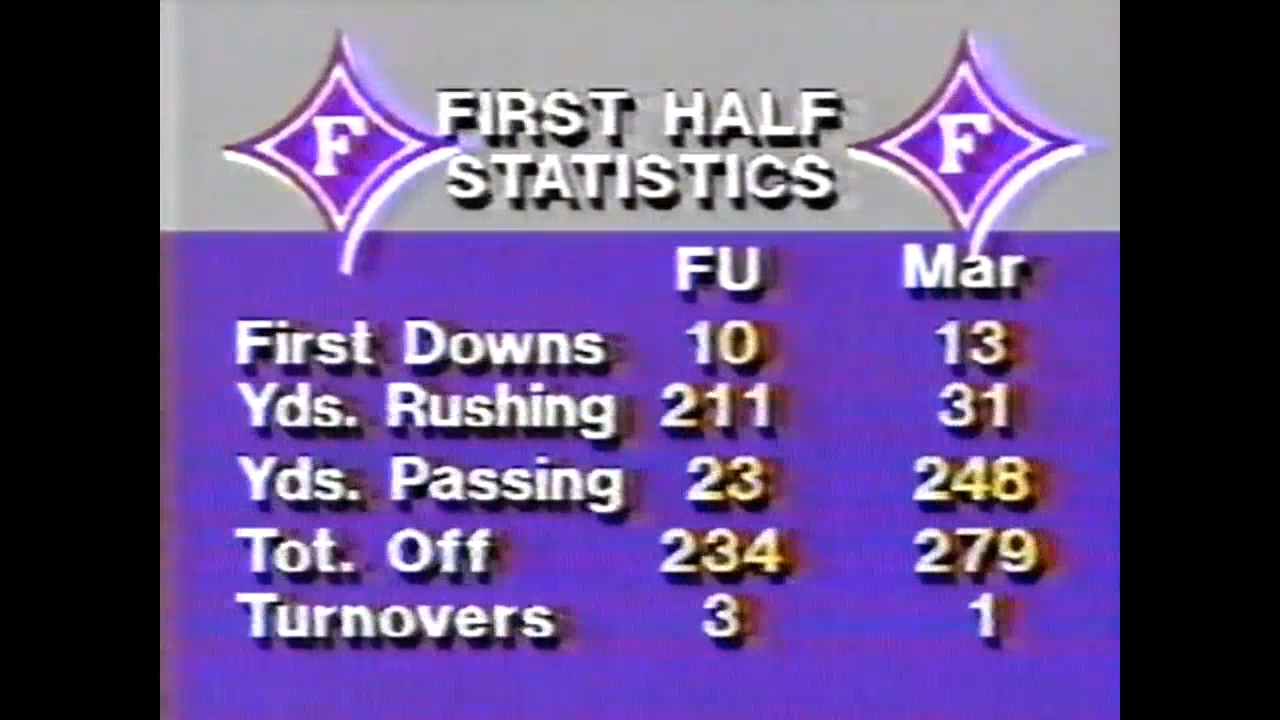 F FIRST HALF F
STATISTICS
FU Mar
First Downs 10 13
Yds. Rushing 211 31
Yds. Passing 23 248
Tot. Off 234 279
Turnovers 3 1